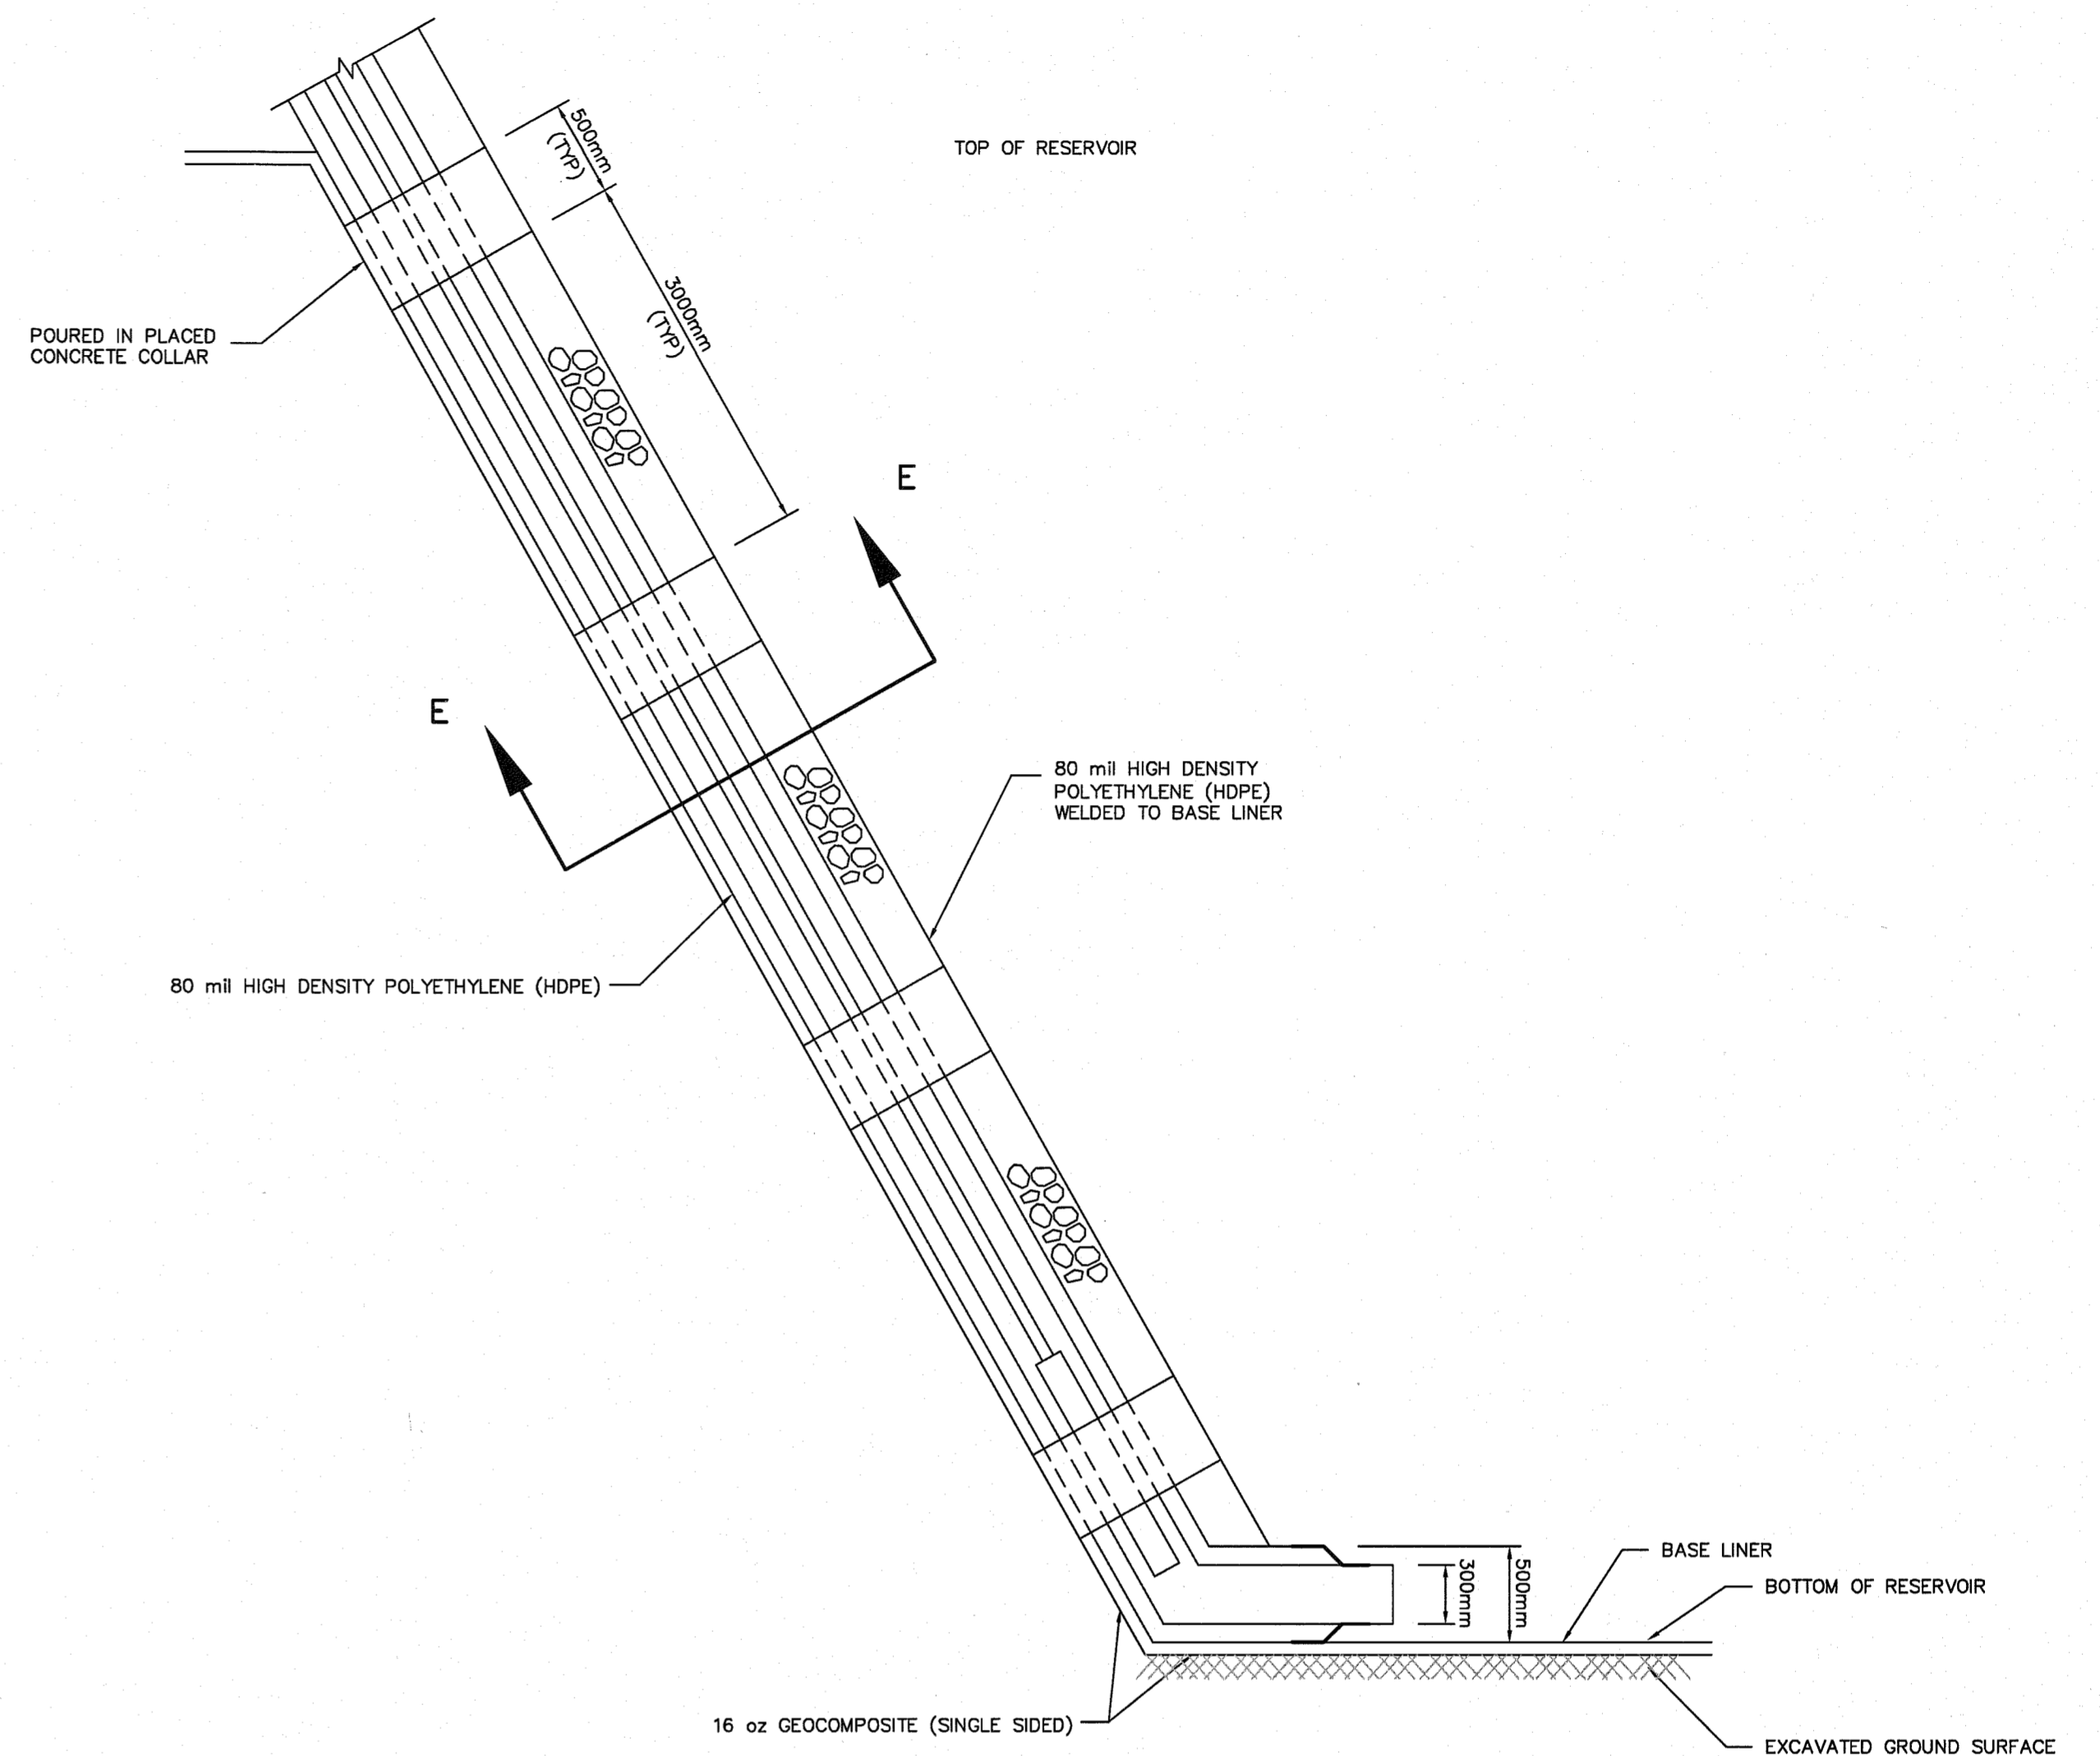 500mm
(TYP)
TOP OF RESERVOIR
3000mm
(TYP)
POURED IN PLACED
CONCRETE COLLAR
E
E
80 mil HIGH DENSITY
POLYETHYLENE (HDPE)
WELDED TO BASE LINER
80 mil HIGH DENSITY POLYETHYLENE (HDPE)
300mm
500mm
BASE LINER
BOTTOM OF RESERVOIR
16 oz GEOCOMPOSITE (SINGLE SIDED)
EXCAVATED GROUND SURFACE